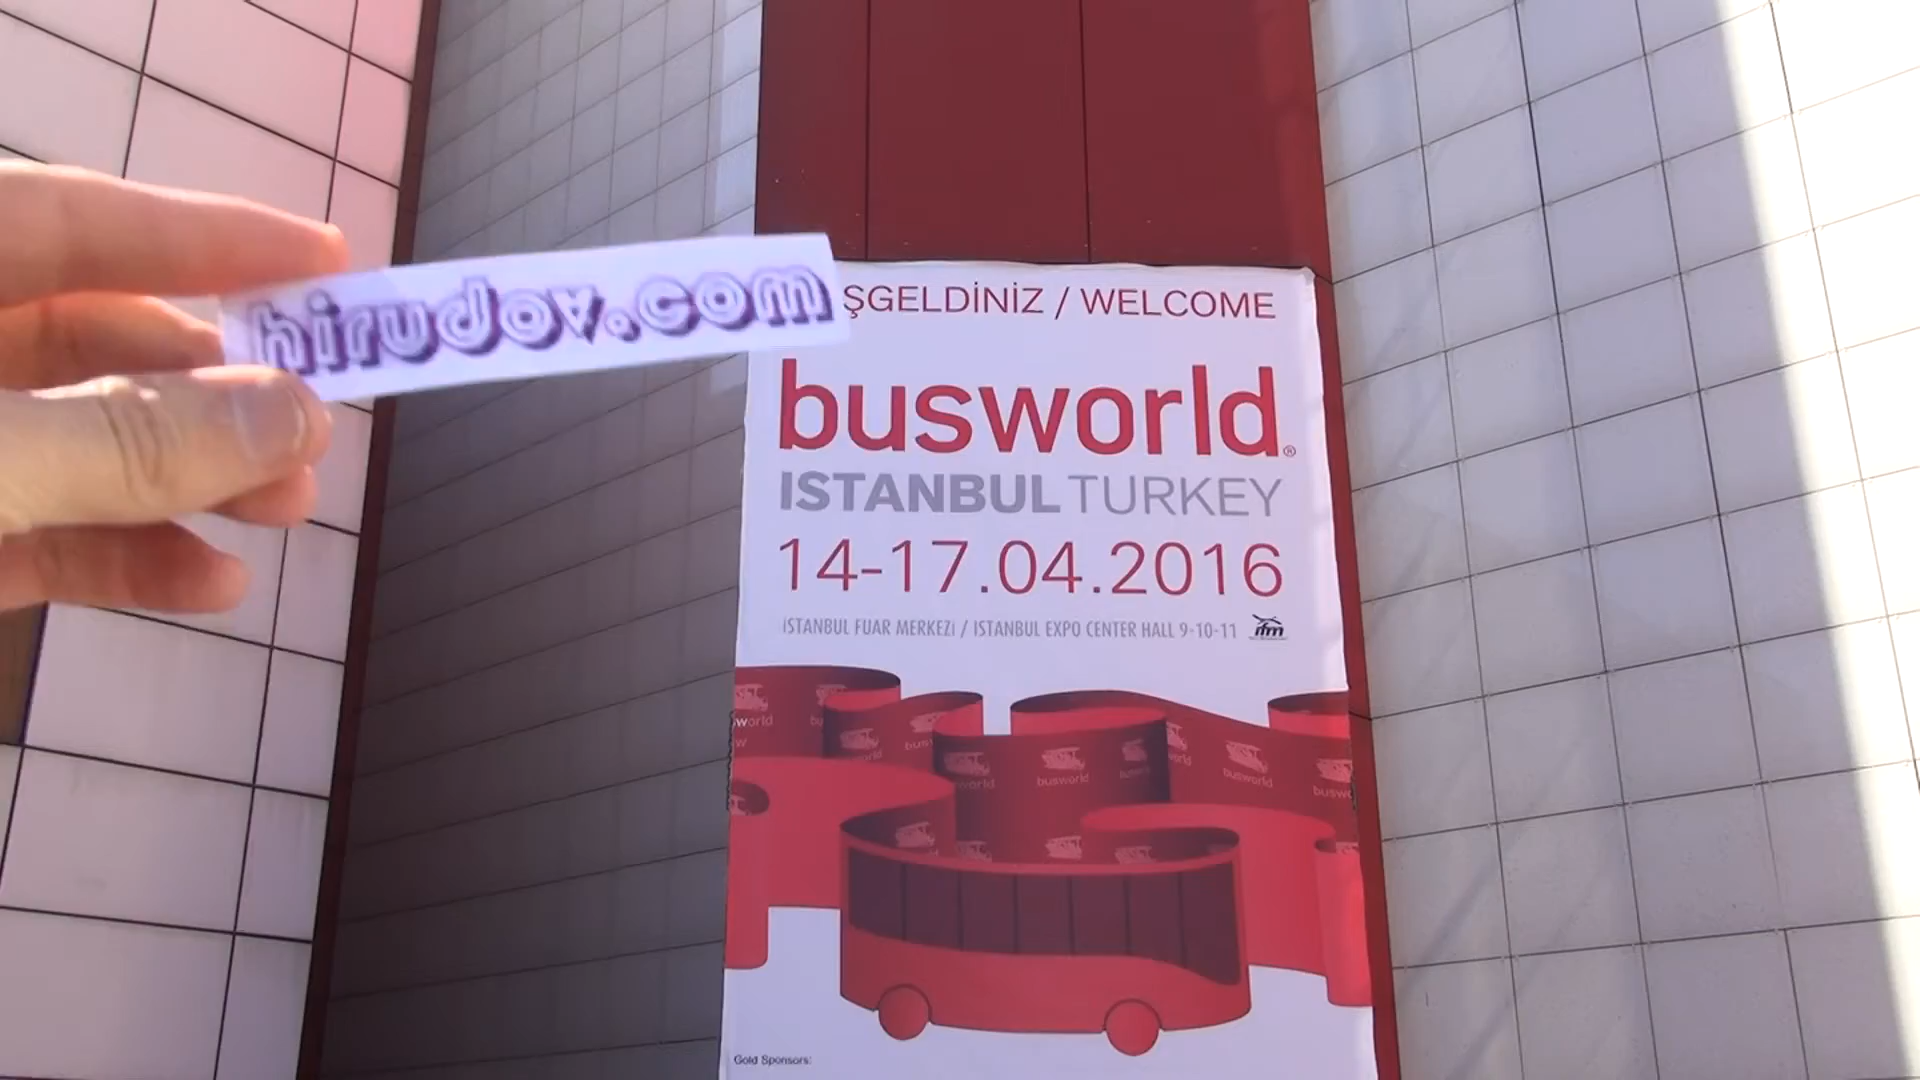 hirudov.com
ŞGELDİNİZ / WELCOME
busworld®
ISTANBUL TURKEY
14-17.04.2016
İSTANBUL FUAR MERKEZİ / ISTANBUL EXPO CENTER HALL 9-10-11 ifm
busworld
busworld
busworld
Gold Sponsors: